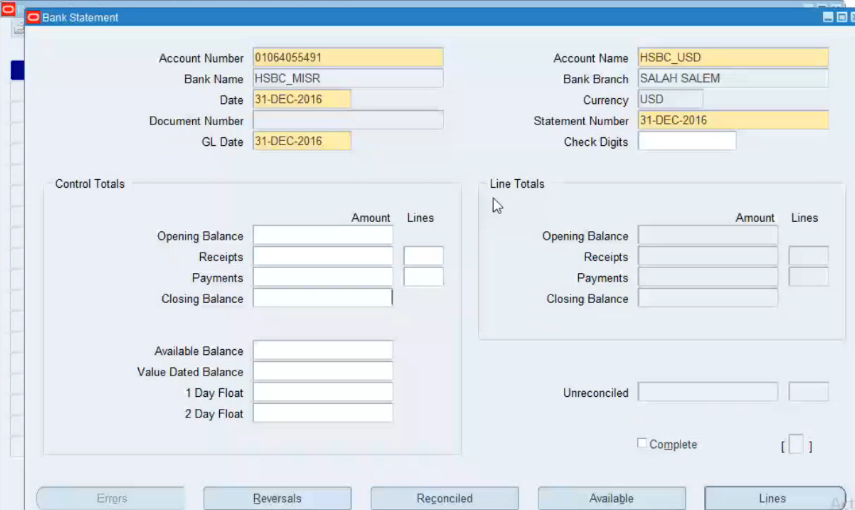 Bank Statement
Account Number 01064055491 Account Name HSBC_USD
Bank Name HSBC_MISR Bank Branch SALAH SALEM
Date 31-DEC-2016 Currency USD
Document Number Statement Number 31-DEC-2016
GL Date 31-DEC-2016 Check Digits
Control Totals Line Totals
Amount Lines Amount Lines
Opening Balance Opening Balance
Receipts Receipts
Payments Payments
Closing Balance Closing Balance
Available Balance
Value Dated Balance
1 Day Float Unreconciled
2 Day Float
Complete [ ]
Errors Reversals Reconciled Available Lines